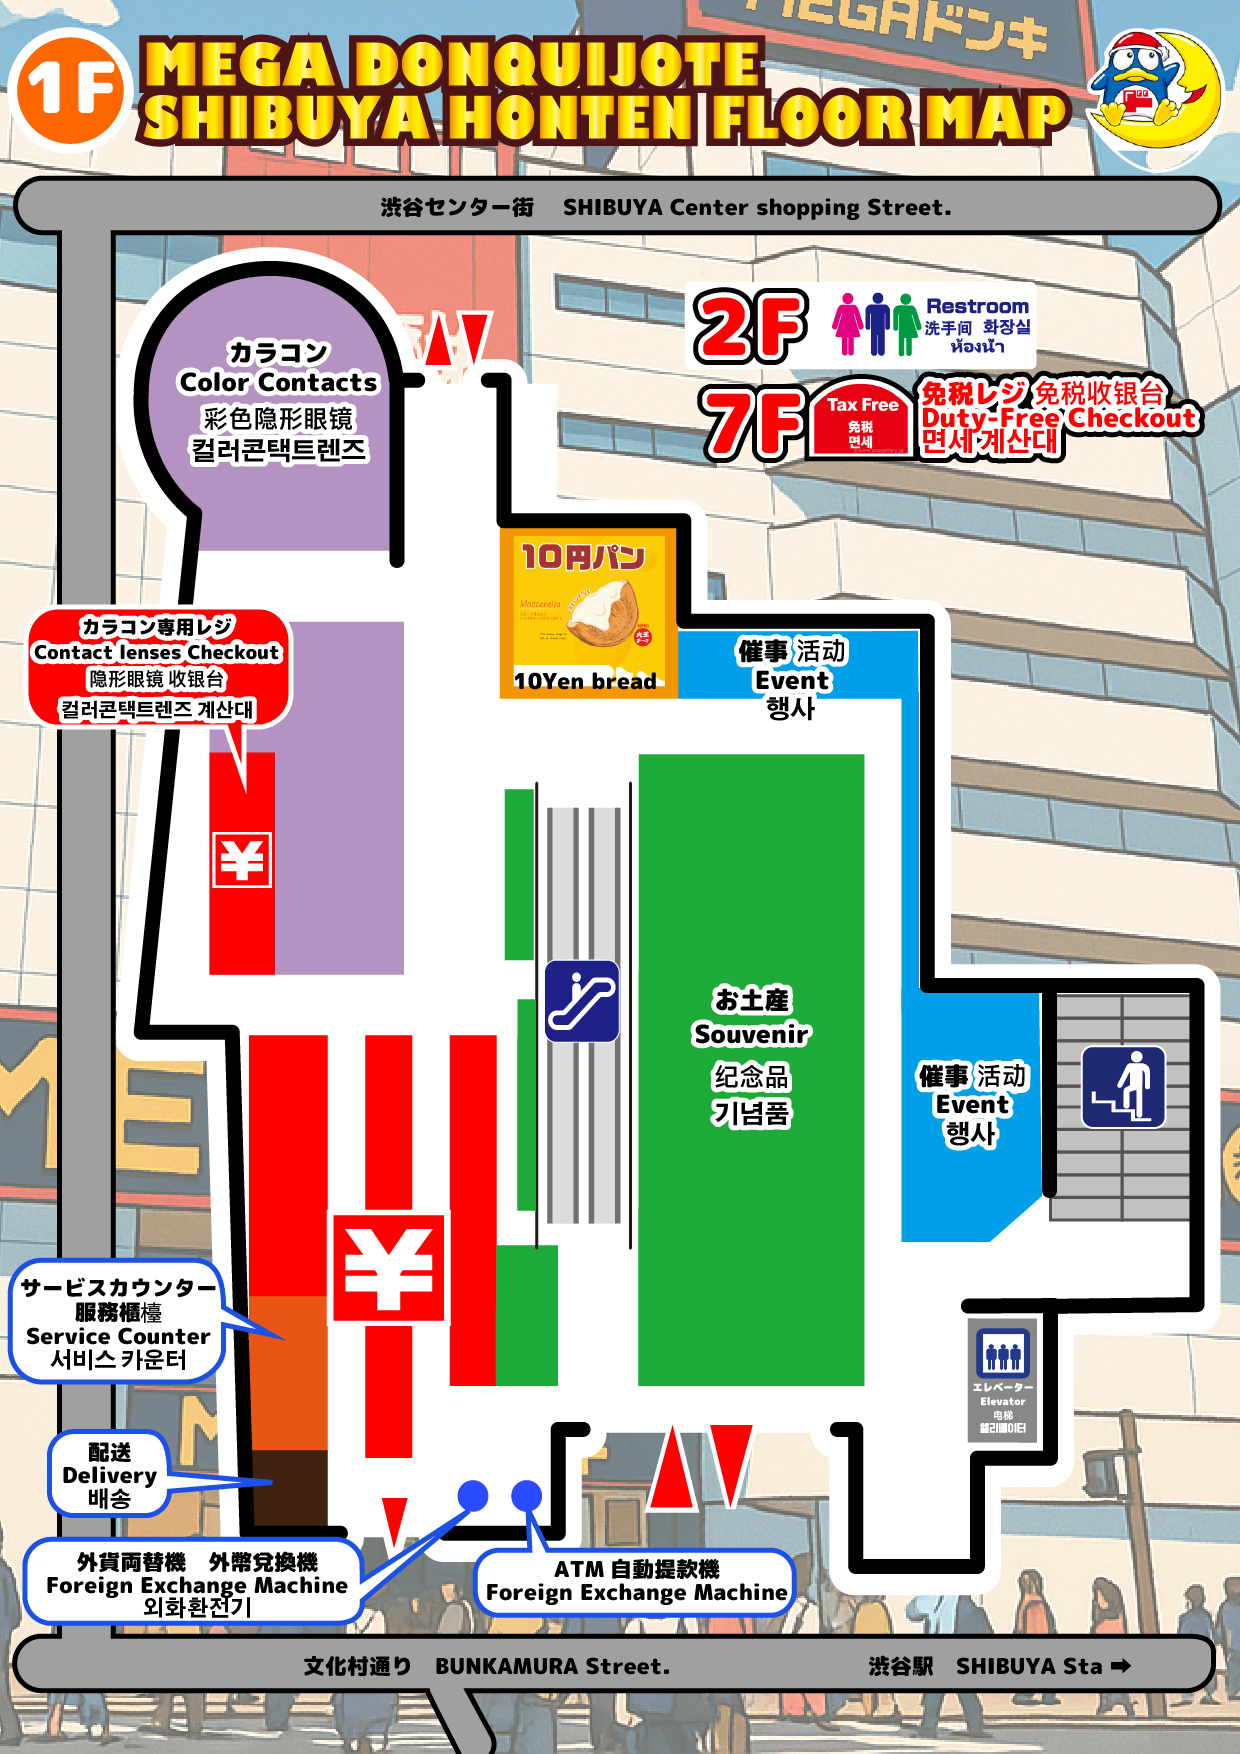 1F
MEGA DONQUIJOTE
SHIBUYA HONTEN FLOOR MAP
MEGAドンキ
渋谷センター街 SHIBUYA Center shopping Street.
2F
Restroom
洗手间 화장실
ห้องน้ำ
7F
Tax Free
免税
면세
免税レジ 免税收银台
Duty-Free Checkout
면세 계산대
カラコン
Color Contacts
彩色隐形眼镜
컬러콘택트렌즈
10円パン
Mozzarella
10Yen bread
催事 活动
Event
행사
カラコン専用レジ
Contact lenses Checkout
隐形眼镜 收银台
컬러콘택트렌즈 계산대
¥
お土産
Souvenir
纪念品
기념품
催事 活动
Event
행사
¥
サービスカウンター
服務櫃檯
Service Counter
서비스 카운터
エレベーター
Elevator
电梯
엘리베이터
配送
Delivery
배송
外貨両替機 外幣兌換機
Foreign Exchange Machine
외화환전기
ATM 自動提款機
Foreign Exchange Machine
文化村通り BUNKAMURA Street.
渋谷駅 SHIBUYA Sta ➡